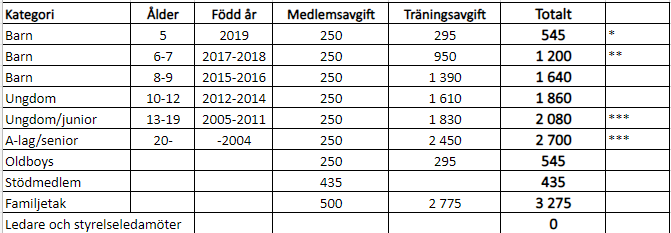 Kategori Ålder Född år Medlemsavgift Träningsavgift Totalt
Barn 5 2019 250 295 545 *
Barn 6-7 2017-2018 250 950 1 200 **
Barn 8-9 2015-2016 250 1 390 1 640
Ungdom 10-12 2012-2014 250 1 610 1 860
Ungdom/junior 13-19 2005-2011 250 1 830 2 080 ***
A-lag/senior 20- -2004 250 2 450 2 700 ***
Oldboys 250 295 545
Stödmedlem 435 435
Familjetak 500 2 775 3 275
Ledare och styrelseledamöter 0